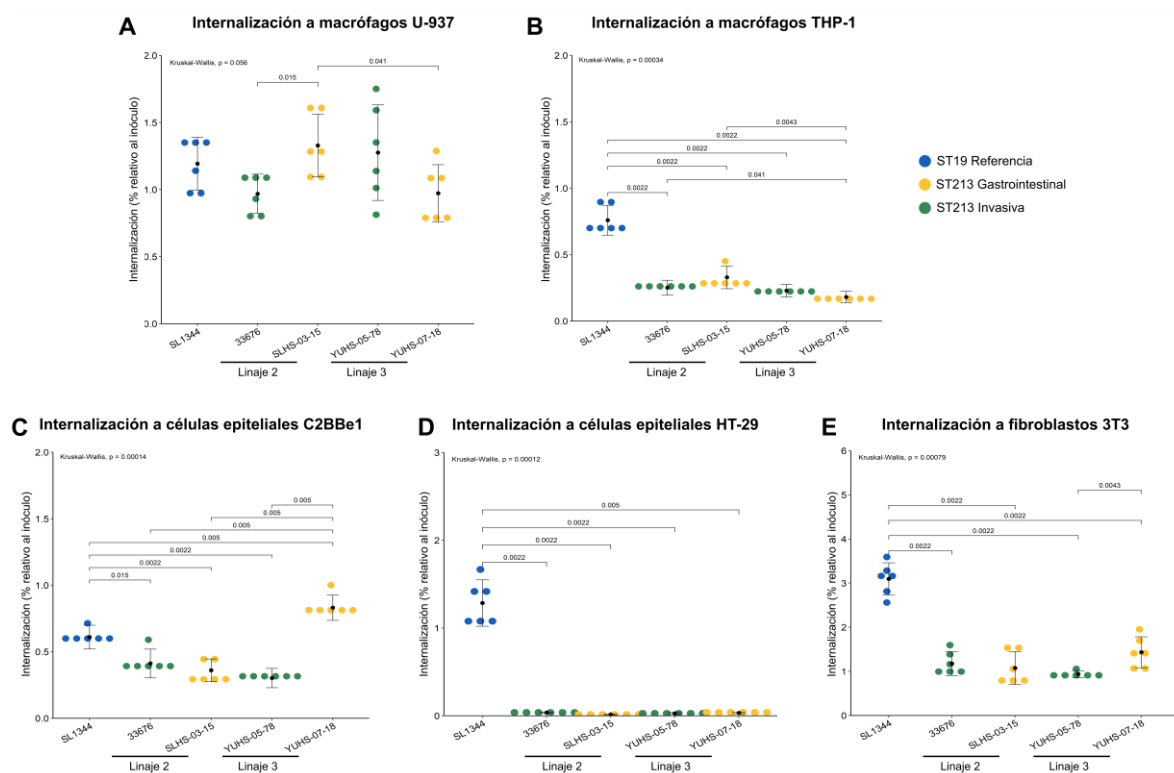 A
Internalización a macrófagos U-937
Internalización (% relativo al inóculo)
Kruskal-Wallis, p = 0.056
2.0
1.5
1.0
0.5
0.0
0.041
0.015
SL1344
33676
SLHS-03-15
YUHS-05-78
YUHS-07-18
Linaje 2
Linaje 3
B
Internalización a macrófagos THP-1
Internalización (% relativo al inóculo)
Kruskal-Wallis, p = 0.00034
2.0
1.5
1.0
0.5
0.0
0.0043
0.0022
0.0022
0.0022
0.041
0.0022
SL1344
33676
SLHS-03-15
YUHS-05-78
YUHS-07-18
Linaje 2
Linaje 3
ST19 Referencia
ST213 Gastrointestinal
ST213 Invasiva
C
Internalización a células epiteliales C2BBe1
Internalización (% relativo al inóculo)
Kruskal-Wallis, p = 0.00014
2.0
1.5
1.0
0.5
0.0
0.005
0.005
0.005
0.005
0.0022
0.0022
0.015
SL1344
33676
SLHS-03-15
YUHS-05-78
YUHS-07-18
Linaje 2
Linaje 3
D
Internalización a células epiteliales HT-29
Internalización (% relativo al inóculo)
Kruskal-Wallis, p = 0.00012
3
2
1
0
0.005
0.0022
0.0022
0.0022
SL1344
33676
SLHS-03-15
YUHS-05-78
YUHS-07-18
Linaje 2
Linaje 3
E
Internalización a fibroblastos 3T3
Internalización (% relativo al inóculo)
Kruskal-Wallis, p = 0.00079
6
5
4
3
2
1
0
0.0043
0.0022
0.0022
0.0022
0.0022
SL1344
33676
SLHS-03-15
YUHS-05-78
YUHS-07-18
Linaje 2
Linaje 3